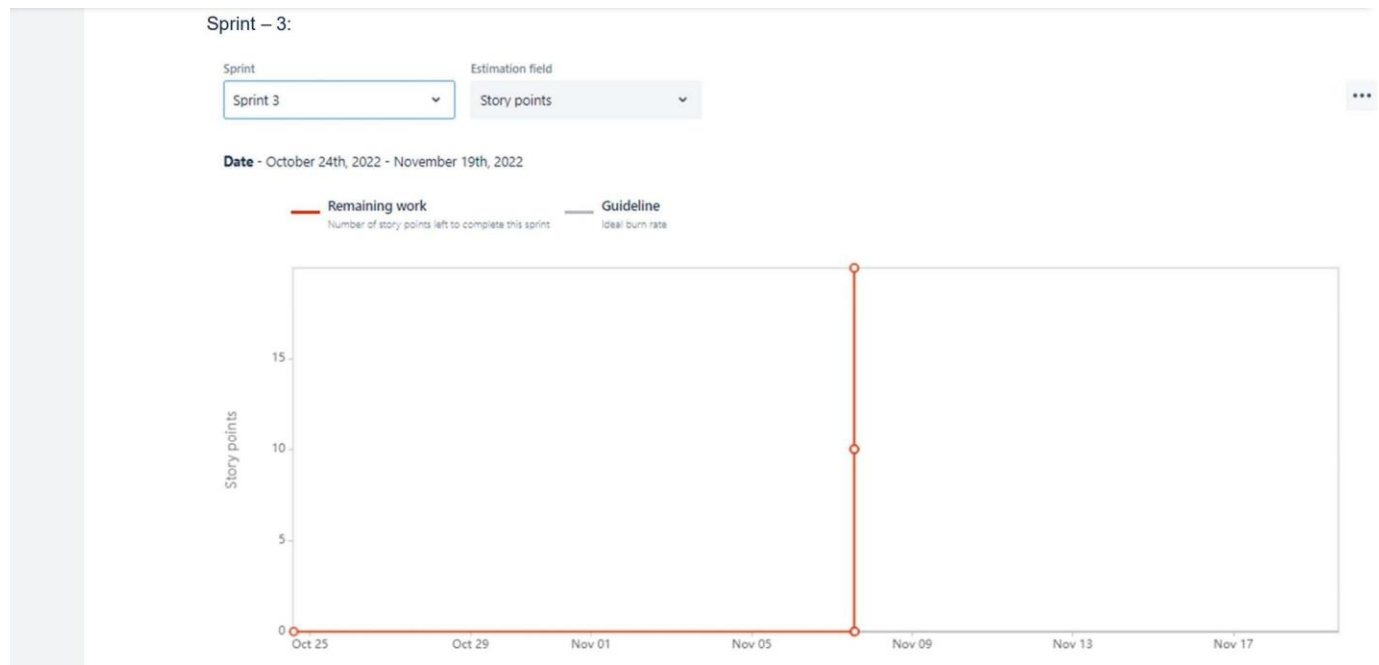 Sprint – 3:
Sprint Estimation field
Sprint 3 Story points
Date - October 24th, 2022 - November 19th, 2022
Remaining work Guideline
Number of story points left to complete this sprint Ideal burn rate
15
10
5
0
Story points
Oct 25 Oct 29 Nov 01 Nov 05 Nov 09 Nov 13 Nov 17